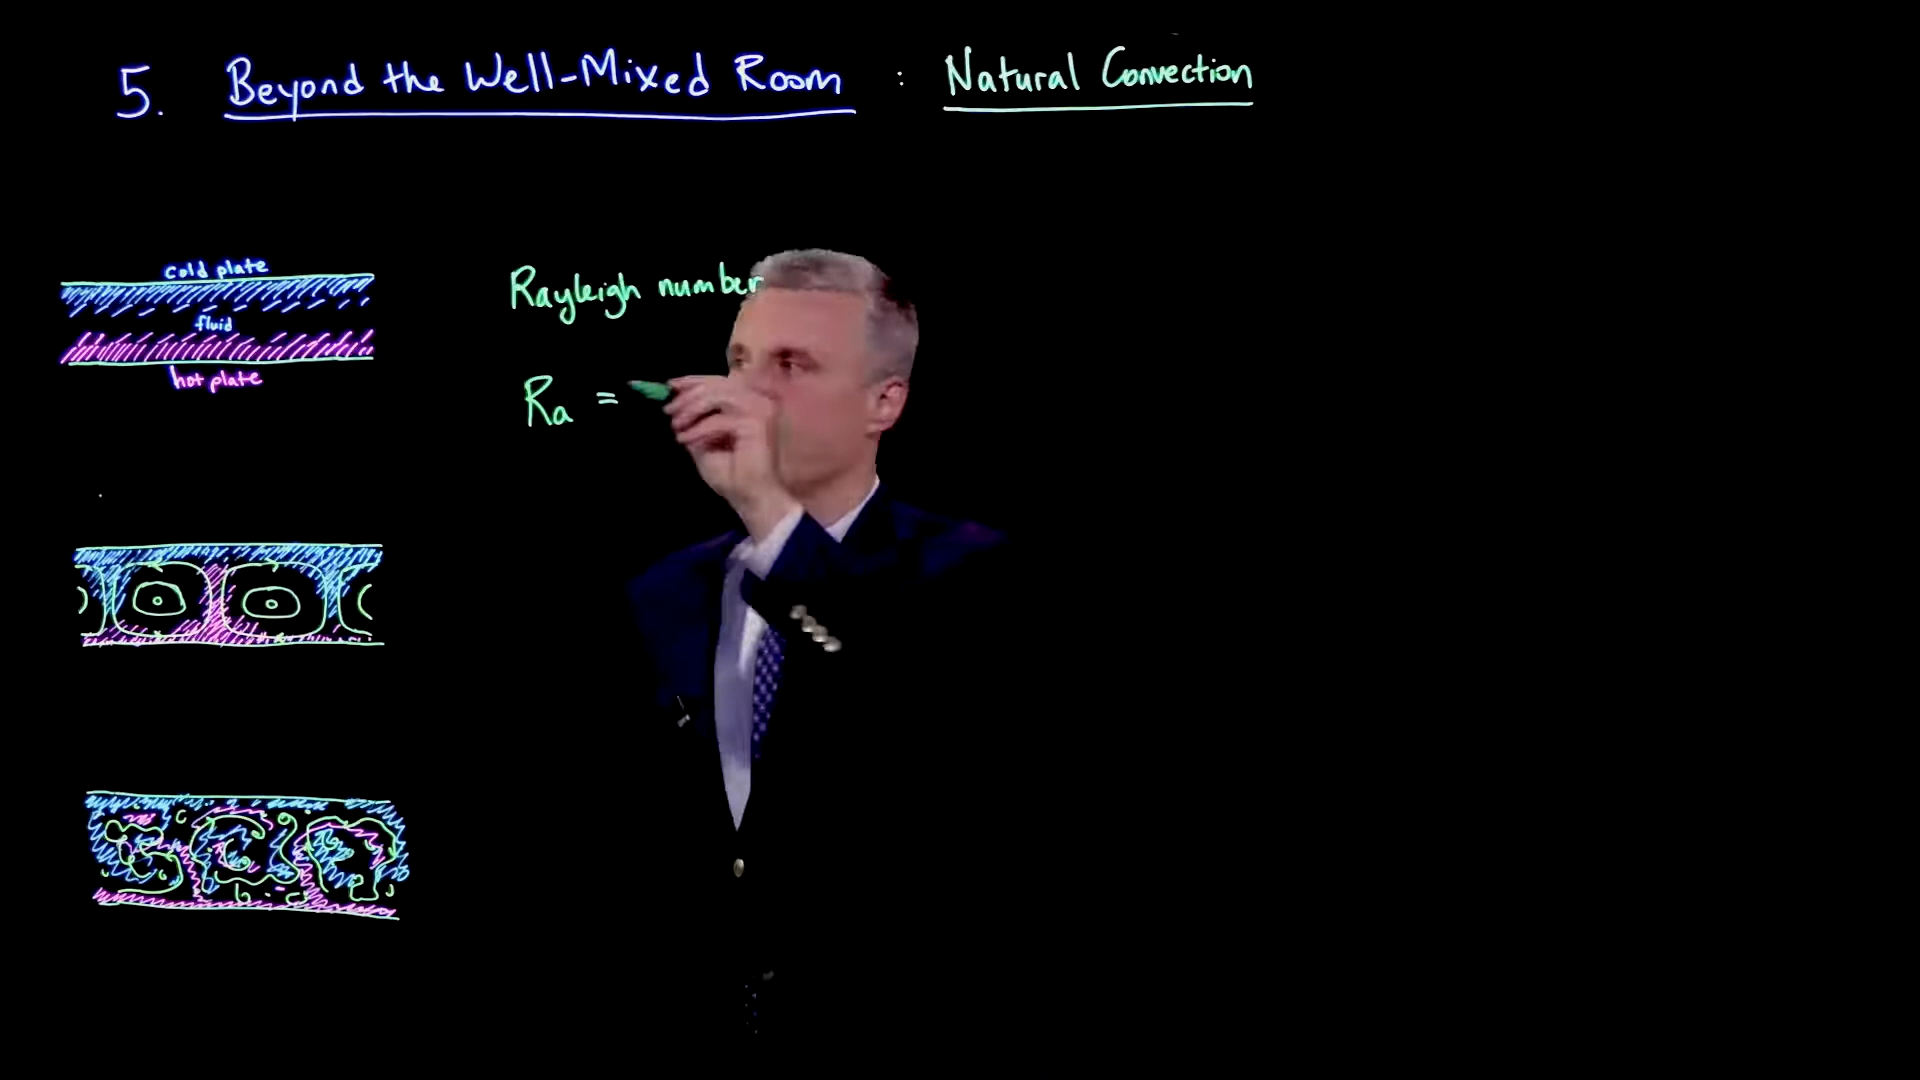 5. Beyond the Well-Mixed Room : Natural Convection
cold plate
fluid
hot plate
Rayleigh number
Ra =